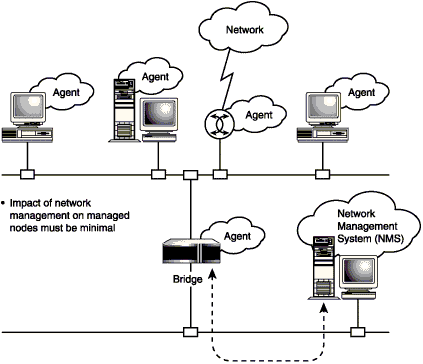 Network
Agent
Agent
Agent
Agent
• Impact of network
management on managed
nodes must be minimal
Agent
Bridge
Network
Management
System (NMS)